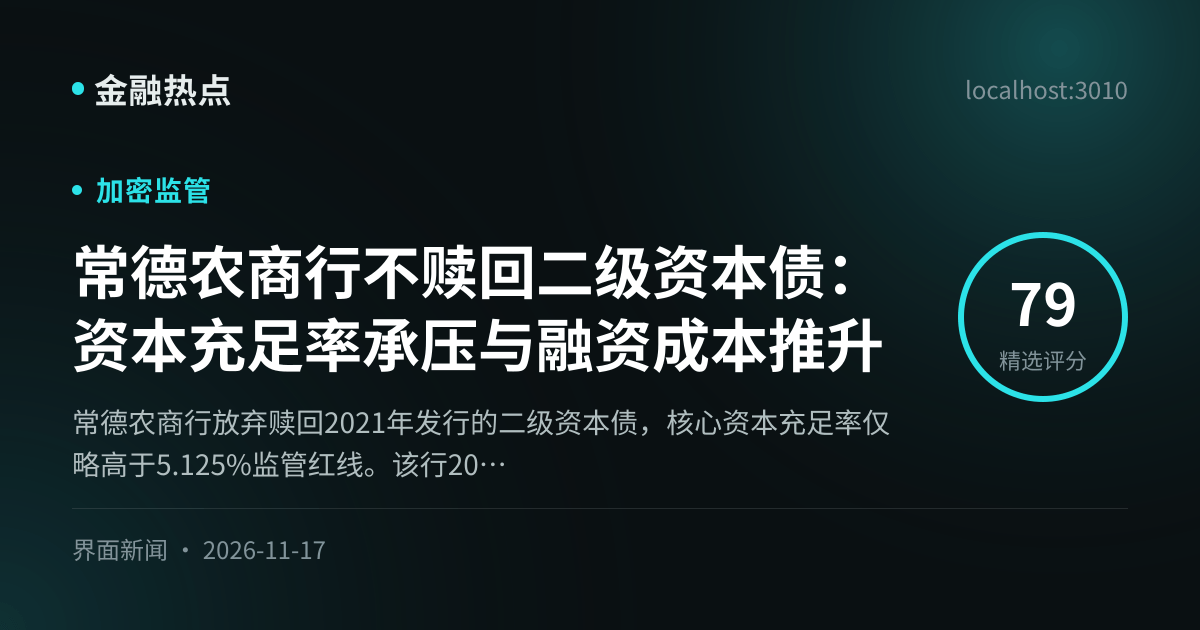 金融热点
localhost:3010
加密监管
常德农商行不赎回二级资本债：
资本充足率承压与融资成本推升
79
精选评分
常德农商行放弃赎回2021年发行的二级资本债，核心资本充足率仅
略高于5.125%监管红线。该行20…
界面新闻 · 2026-11-17